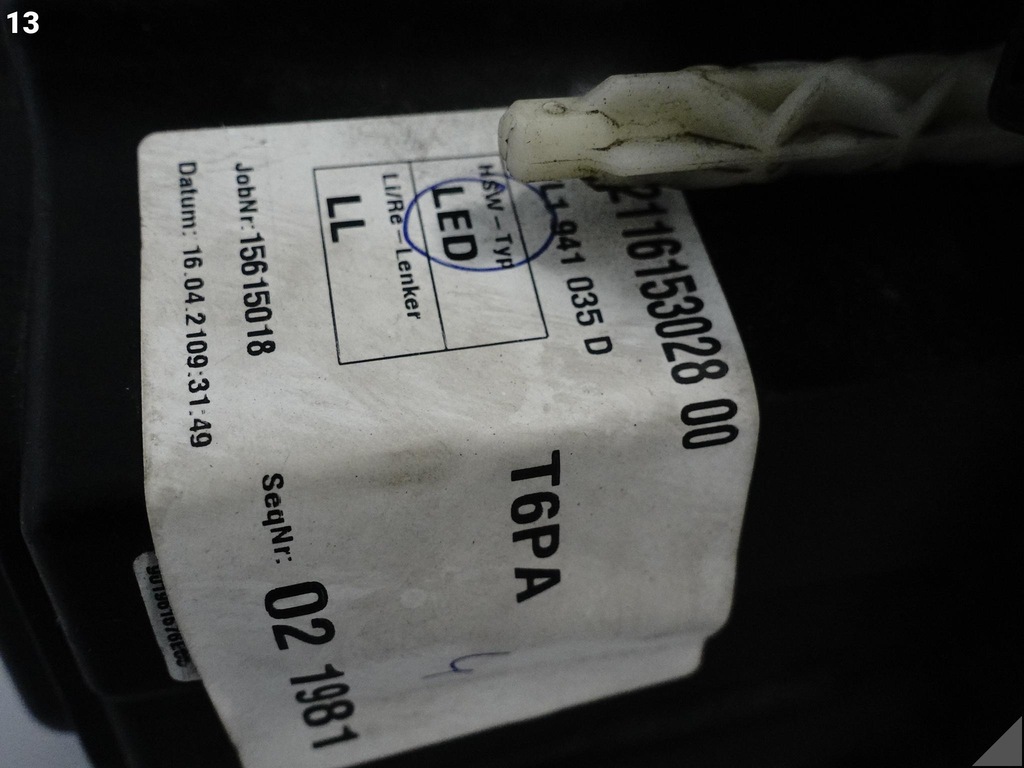 13
2116153028 00
L1 941 035 D
HSW-Typ
LED
Li/Re-Lenker
LL
T6PA
JobNr:15615018
SeqNr: 02 1981
Datum: 16.04.2109:31:49